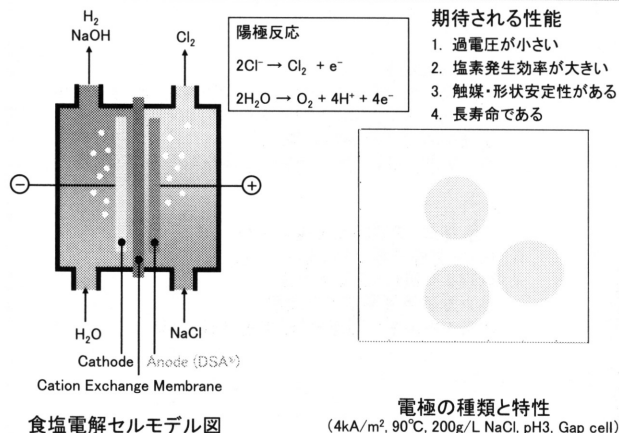 H₂
NaOH
Cl₂
−
+
H₂O
NaCl
Cathode
Anode (DSA®)
Cation Exchange Membrane
食塩電解セルモデル図
陽極反応
2Cl⁻ → Cl₂ + e⁻
2H₂O → O₂ + 4H⁺ + 4e⁻
期待される性能
1. 過電圧が小さい
2. 塩素発生効率が大きい
3. 触媒・形状安定性がある
4. 長寿命である
電極の種類と特性
(4kA/m², 90℃, 200g/L NaCl, pH3, Gap cell)